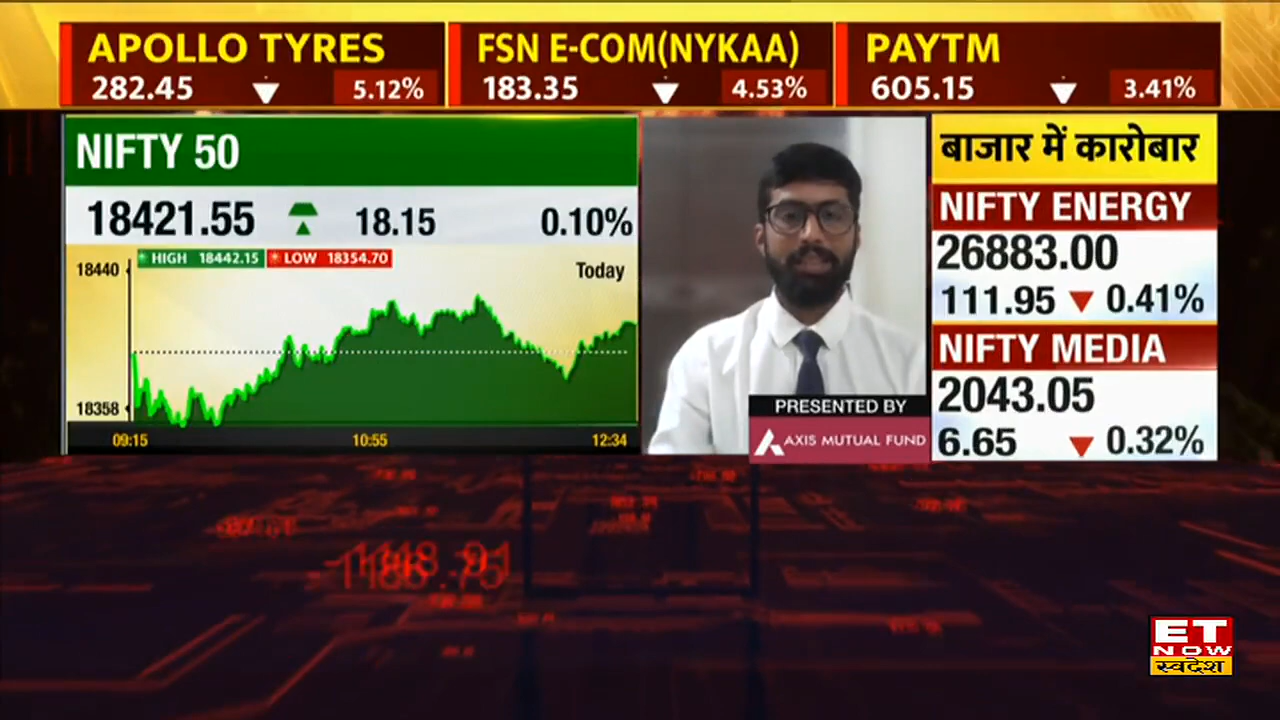 APOLLO TYRES
282.45 5.12%
FSN E-COM(NYKAA)
183.35 4.53%
PAYTM
605.15 3.41%
NIFTY 50
18421.55 18.15 0.10%
HIGH 18442.15 LOW 18354.70
Today
18440
18358
09:15 10:55 12:34
PRESENTED BY
AXIS MUTUAL FUND
बाजार में कारोबार
NIFTY ENERGY
26883.00
111.95 0.41%
NIFTY MEDIA
2043.05
6.65 0.32%
ET
NOW
स्वदेश